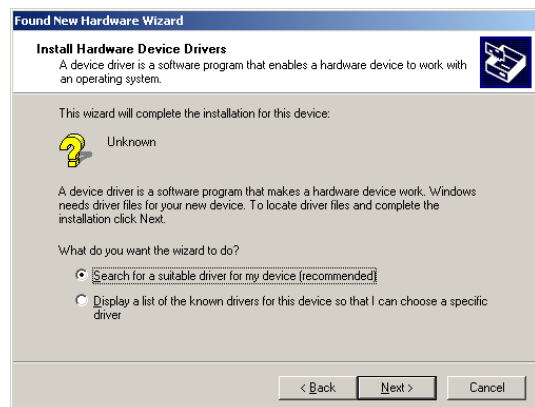 Found New Hardware Wizard
Install Hardware Device Drivers
A device driver is a software program that enables a hardware device to work with
an operating system.
This wizard will complete the installation for this device:
Unknown
A device driver is a software program that makes a hardware device work. Windows
needs driver files for your new device. To locate driver files and complete the
installation click Next.
What do you want the wizard to do?
Search for a suitable driver for my device (recommended)
Display a list of the known drivers for this device so that I can choose a specific
driver
< Back Next > Cancel